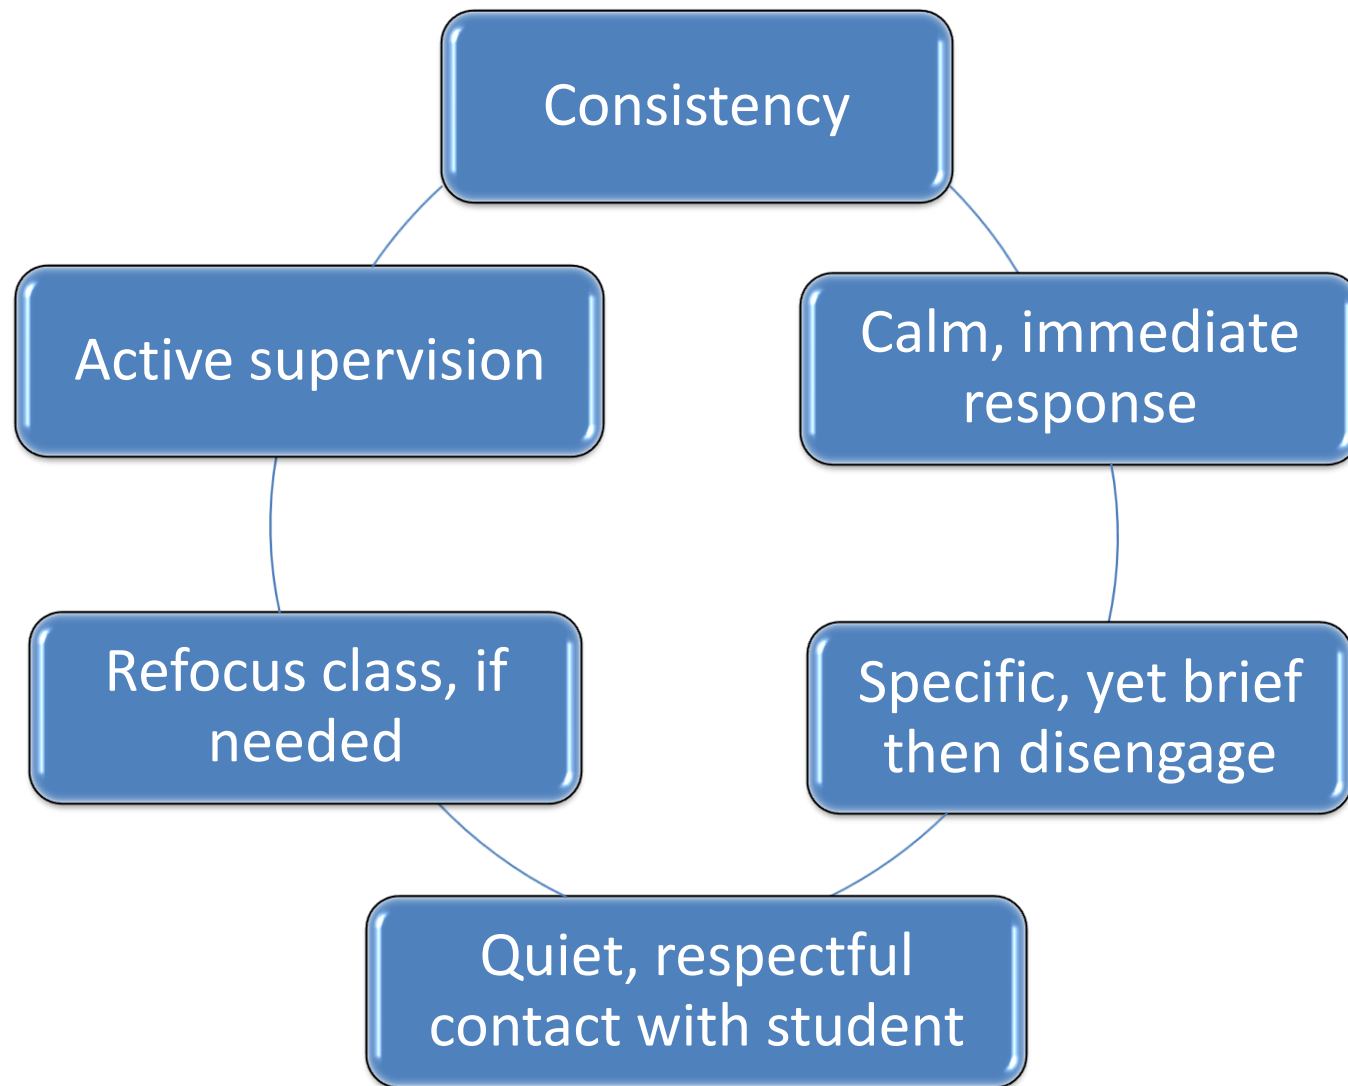 Consistency
Calm, immediate
response
Specific, yet brief
then disengage
Quiet, respectful
contact with student
Refocus class, if
needed
Active supervision